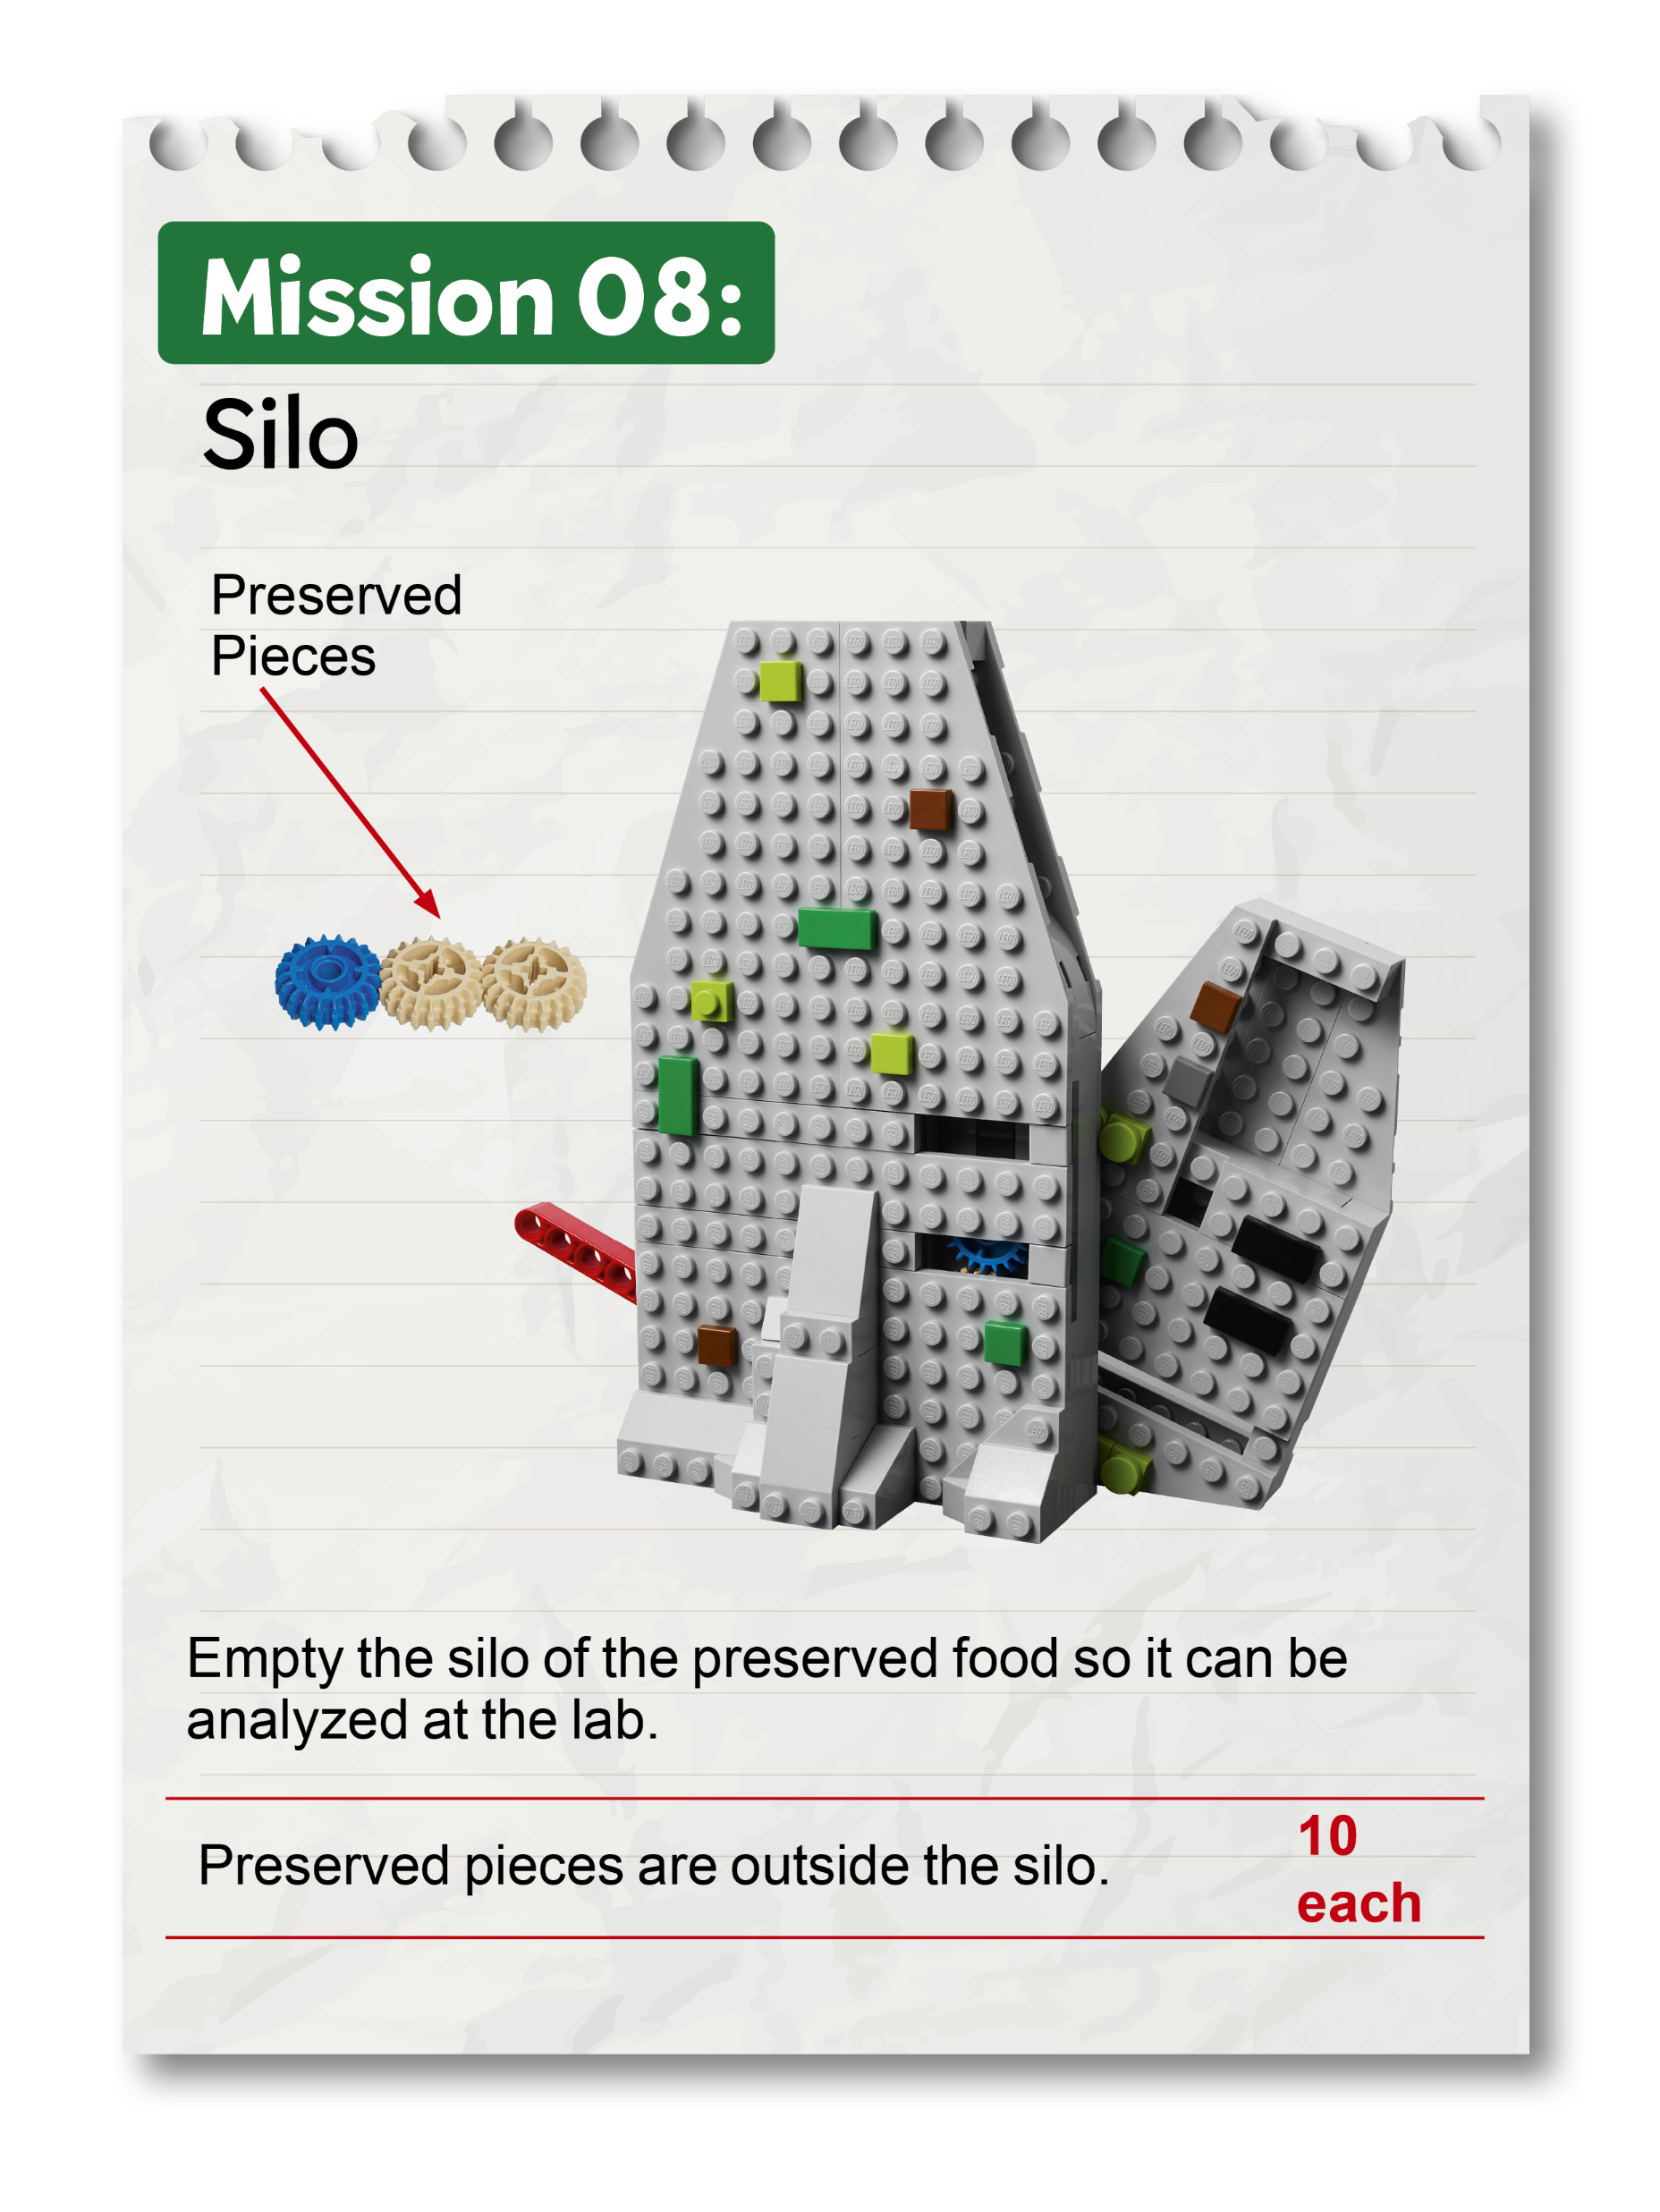 Mission 08:
Silo
Preserved
Pieces
Empty the silo of the preserved food so it can be
analyzed at the lab.
Preserved pieces are outside the silo.
10
each